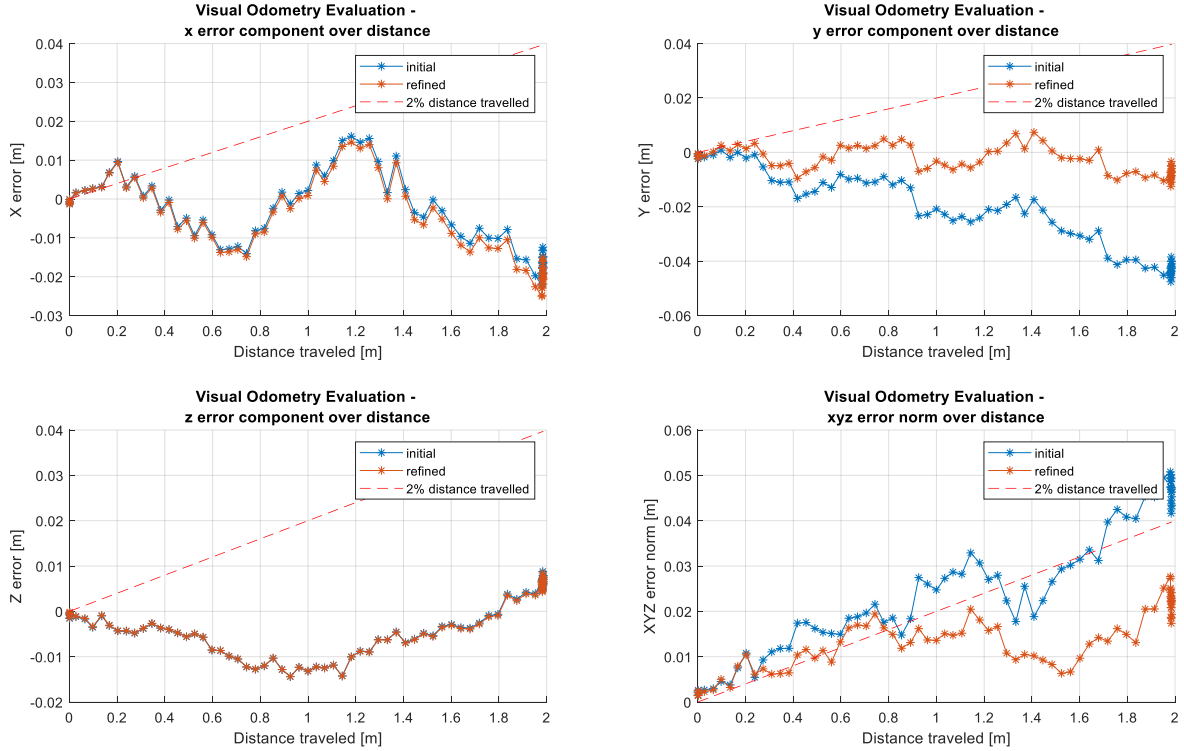 Visual Odometry Evaluation -
x error component over distance
0.04
0.03
0.02
0.01
0
-0.01
-0.02
-0.03
X error [m]
initial
refined
2% distance travelled
0 0.2 0.4 0.6 0.8 1 1.2 1.4 1.6 1.8 2
Distance traveled [m]
Visual Odometry Evaluation -
y error component over distance
0.04
0.02
0
-0.02
-0.04
-0.06
Y error [m]
initial
refined
2% distance travelled
0 0.2 0.4 0.6 0.8 1.0 1.2 1.4 1.6 1.8 2
Distance traveled [m]
Visual Odometry Evaluation -
z error component over distance
0.04
0.03
0.02
0.01
0
-0.01
-0.02
Z error [m]
initial
refined
2% distance travelled
0 0.2 0.4 0.6 0.8 1 1.2 1.4 1.6 1.8 2
Distance traveled [m]
Visual Odometry Evaluation -
xyz error norm over distance
0.06
0.05
0.04
0.03
0.02
0.01
0
XYZ error norm [m]
initial
refined
2% distance travelled
0 0.2 0.4 0.6 0.8 1.0 1.2 1.4 1.6 1.8 2
Distance traveled [m]